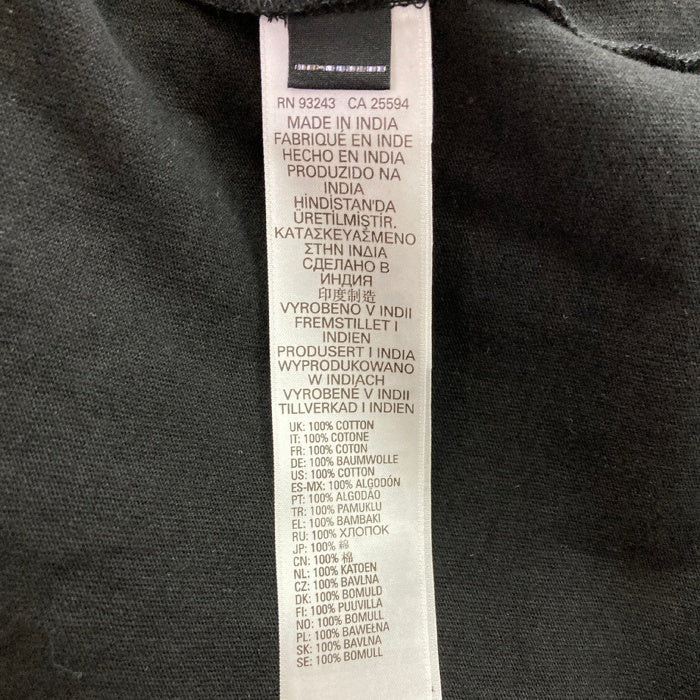 RN 93243 CA 25594
MADE IN INDIA
FABRIQUÉ EN INDE
HECHO EN INDIA
PRODUZIDO NA
INDIA
HİNDİSTAN'DA
ÜRETİLMİŞTİR.
ΚΑΤΑΣΚΕΥΑΣΜΕΝΟ
ΣΤΗΝ ΙΝΔΙΑ
СДЕЛАНО В
ИНДИЯ
印度制造
VYROBENO V INDII
FREMSTILLET I
INDIEN
PRODUSERT I INDIA
WYPRODUKOWANO
W INDIACH
VYROBENÉ V INDII
TILLVERKAD I INDIEN
UK: 100% COTTON
IT: 100% COTONE
FR: 100% COTON
DE: 100% BAUMWOLLE
US: 100% COTTON
ES-MX: 100% ALGODÓN
PT: 100% ALGODÃO
TR: 100% PAMUKLU
EL: 100% BAMBAKI
RU: 100% ХЛОПОК
JP: 100% 綿
CN: 100% 棉
NL: 100% KATOEN
CZ: 100% BAVLNA
DK: 100% BOMULD
FI: 100% PUUVILLA
NO: 100% BOMULL
PL: 100% BAWEŁNA
SK: 100% BAVLNA
SE: 100% BOMULL